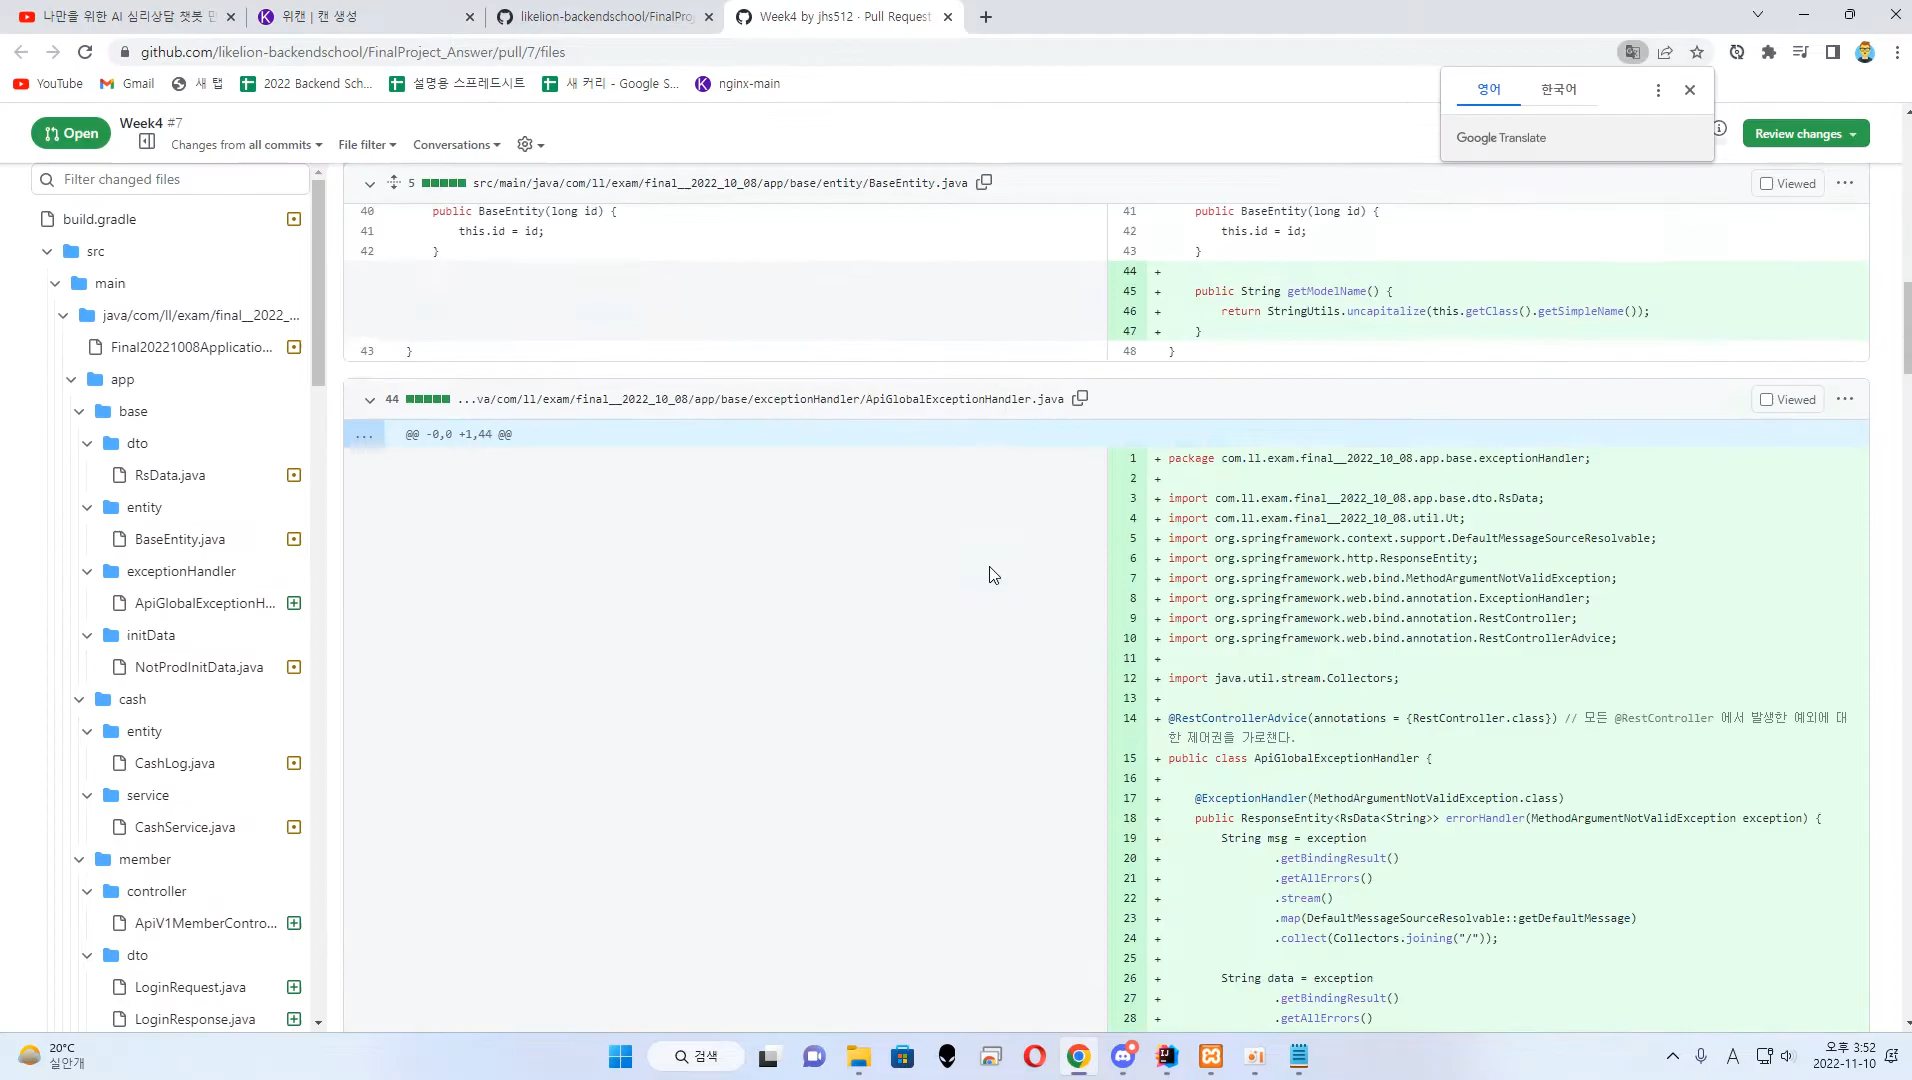 나만을 위한 AI 심리상담 챗봇 만
위캔 | 캔 생성
likelion-backendschool/FinalPro
Week4 by jhs512 · Pull Request
github.com/likelion-backendschool/FinalProject_Answer/pull/7/files
YouTube
Gmail
새 탭
2022 Backend Sch...
설명용 스프레드시트
새 커리 - Google S...
nginx-main
영어
한국어
Google Translate
Open
Week4 #7
Changes from all commits
File filter
Conversations
Review changes
Filter changed files
build.gradle
src
main
java/com/ll/exam/final__2022_...
Final20221008Applicatio...
app
base
dto
RsData.java
entity
BaseEntity.java
exceptionHandler
ApiGlobalExceptionH...
initData
NotProdInitData.java
cash
entity
CashLog.java
service
CashService.java
member
controller
ApiV1MemberContro...
dto
LoginRequest.java
LoginResponse.java
5 src/main/java/com/ll/exam/final__2022_10_08/app/base/entity/BaseEntity.java
Viewed
40 public BaseEntity(long id) {
41 this.id = id;
42 }
43 }
41 public BaseEntity(long id) {
42 this.id = id;
43 }
44 +
45 + public String getModelName() {
46 + return StringUtils.uncapitalize(this.getClass().getSimpleName());
47 + }
48 }
44 ...va/com/ll/exam/final__2022_10_08/app/base/exceptionHandler/ApiGlobalExceptionHandler.java
Viewed
... @@ -0,0 +1,44 @@
1 + package com.ll.exam.final__2022_10_08.app.base.exceptionHandler;
2 +
3 + import com.ll.exam.final__2022_10_08.app.base.dto.RsData;
4 + import com.ll.exam.final__2022_10_08.util.Ut;
5 + import org.springframework.context.support.DefaultMessageSourceResolvable;
6 + import org.springframework.http.ResponseEntity;
7 + import org.springframework.web.bind.MethodArgumentNotValidException;
8 + import org.springframework.web.bind.annotation.ExceptionHandler;
9 + import org.springframework.web.bind.annotation.RestController;
10 + import org.springframework.web.bind.annotation.RestControllerAdvice;
11 +
12 + import java.util.stream.Collectors;
13 +
14 + @RestControllerAdvice(annotations = {RestController.class}) // 모든 @RestController 에서 발생한 예외에 대
한 제어권을 가로챈다.
15 + public class ApiGlobalExceptionHandler {
16 +
17 + @ExceptionHandler(MethodArgumentNotValidException.class)
18 + public ResponseEntity<RsData<String>> errorHandler(MethodArgumentNotValidException exception) {
19 + String msg = exception
20 + .getBindingResult()
21 + .getAllErrors()
22 + .stream()
23 + .map(DefaultMessageSourceResolvable::getDefaultMessage)
24 + .collect(Collectors.joining("/"));
25 +
26 + String data = exception
27 + .getBindingResult()
28 + .getAllErrors()
20°C
실안개
검색
A
오후 3:52
2022-11-10